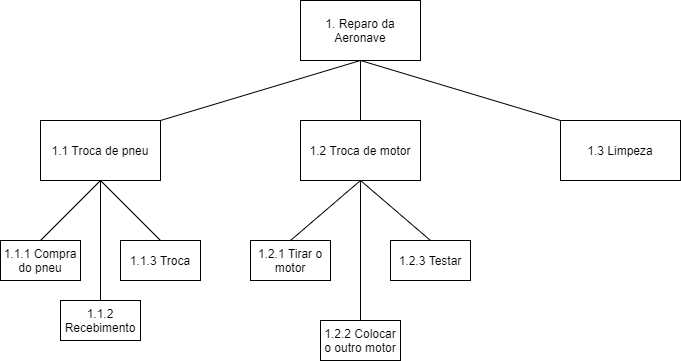 1. Reparo da
Aeronave
1.1 Troca de pneu
1.2 Troca de motor
1.3 Limpeza
1.1.1 Compra
do pneu
1.1.2
Recebimento
1.1.3 Troca
1.2.1 Tirar o
motor
1.2.2 Colocar
o outro motor
1.2.3 Testar